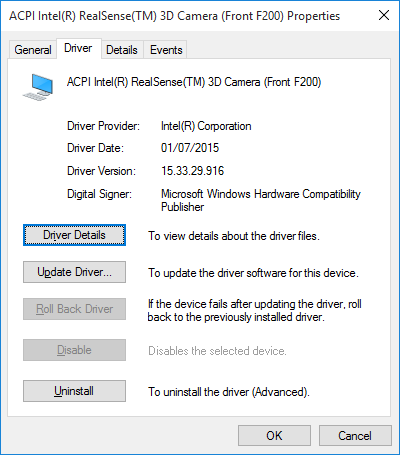 ACPI Intel(R) RealSense(TM) 3D Camera (Front F200) Properties
General Driver Details Events
ACPI Intel(R) RealSense(TM) 3D Camera (Front F200)
Driver Provider: Intel(R) Corporation
Driver Date: 01/07/2015
Driver Version: 15.33.29.916
Digital Signer: Microsoft Windows Hardware Compatibility
Publisher
Driver Details To view details about the driver files.
Update Driver... To update the driver software for this device.
Roll Back Driver If the device fails after updating the driver, roll
back to the previously installed driver.
Disable Disables the selected device.
Uninstall To uninstall the driver (Advanced).
OK Cancel